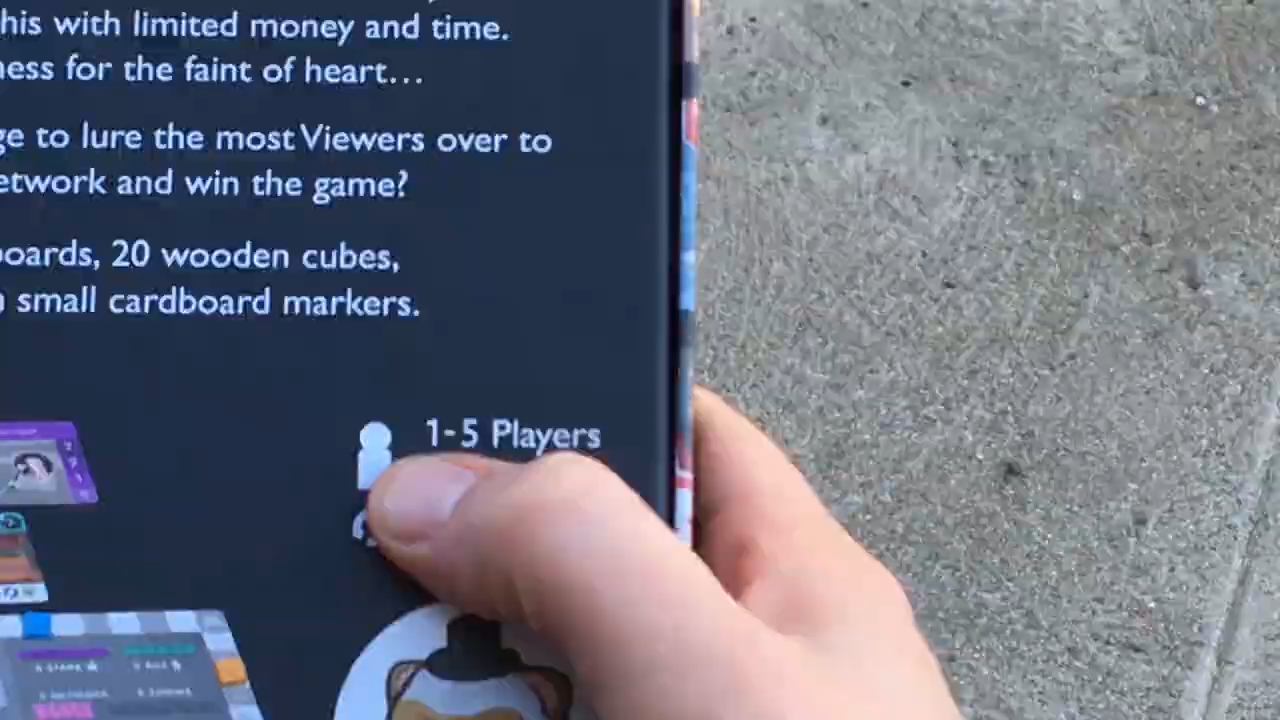 his with limited money and time.
ness for the faint of heart...
ge to lure the most Viewers over to
etwork and win the game?
boards, 20 wooden cubes,
small cardboard markers.
1-5 Players